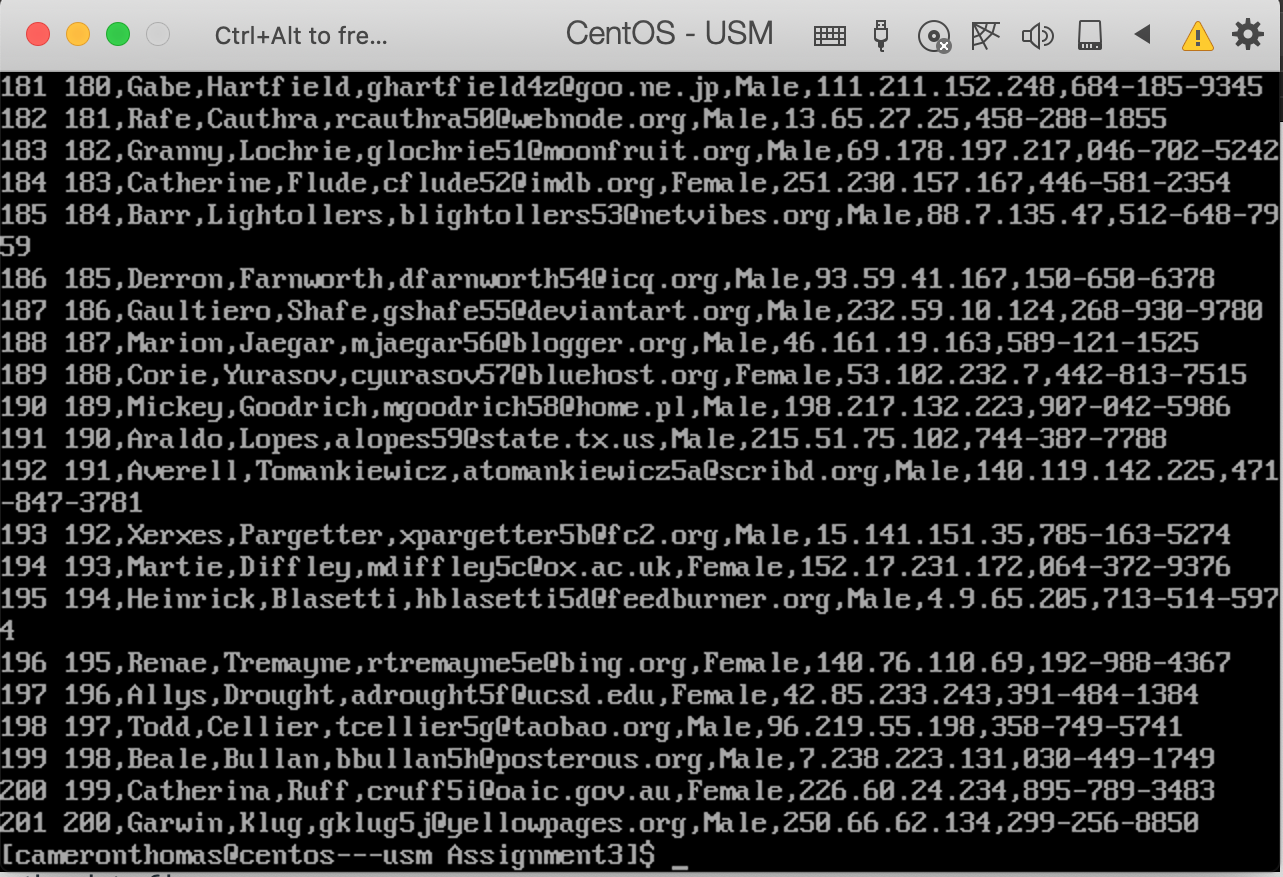 Ctrl+Alt to fre... CentOS - USM
181 180,Gabe,Hartfield,ghartfield4z@goo.ne.jp,Male,111.211.152.248,684-185-9345
182 181,Rafe,Cauthra,rcauthra50@webnode.org,Male,13.65.27.25,458-288-1855
183 182,Granny,Lochrie,glochrie51@moonfruit.org,Male,69.178.197.217,046-702-5242
184 183,Catherine,Flude,cflude52@imdb.org,Female,251.230.157.167,446-581-2354
185 184,Barr,Lightollers,blightollers53@netvibes.org,Male,88.7.135.47,512-648-79
59
186 185,Derron,Farnworth,dfarnworth54@icq.org,Male,93.59.41.167,150-650-6378
187 186,Gaultiero,Shafe,gshafe55@deviantart.org,Male,232.59.10.124,268-930-9780
188 187,Marion,Jaegar,mjaegar56@blogger.org,Male,46.161.19.163,589-121-1525
189 188,Corie,Yurasov,cyurasov57@bluehost.org,Female,53.102.232.7,442-813-7515
190 189,Mickey,Goodrich,mgoodrich58@home.pl,Male,198.217.132.223,907-042-5986
191 190,Araldo,Lopes,alopes59@state.tx.us,Male,215.51.75.102,744-387-7788
192 191,Averell,Tomankiewicz,atomankiewicz5a@scribd.org,Male,140.119.142.225,471
-847-3781
193 192,Xerxes,Pargetter,xpargetter5b@fc2.org,Male,15.141.151.35,785-163-5274
194 193,Martie,Diffley,mdiffley5c@ox.ac.uk,Female,152.17.231.172,064-372-9376
195 194,Heinrick,Blasetti,hblasetti5d@feedburner.org,Male,4.9.65.205,713-514-597
4
196 195,Renae,Tremayne,rtremayne5e@bing.org,Female,140.76.110.69,192-988-4367
197 196,Allys,Drought,adrought5f@ucsd.edu,Female,42.85.233.243,391-484-1384
198 197,Todd,Cellier,tcellier5g@taobao.org,Male,96.219.55.198,358-749-5741
199 198,Beale,Bullan,bbullan5h@posterous.org,Male,7.238.223.131,030-449-1749
200 199,Catherina,Ruff,cruff5i@oaic.gov.au,Female,226.60.24.234,895-789-3483
201 200,Garwin,Klug,gklug5j@yellowpages.org,Male,250.66.62.134,299-256-8850
[cameronthomas@centos---usm Assignment3]$ _